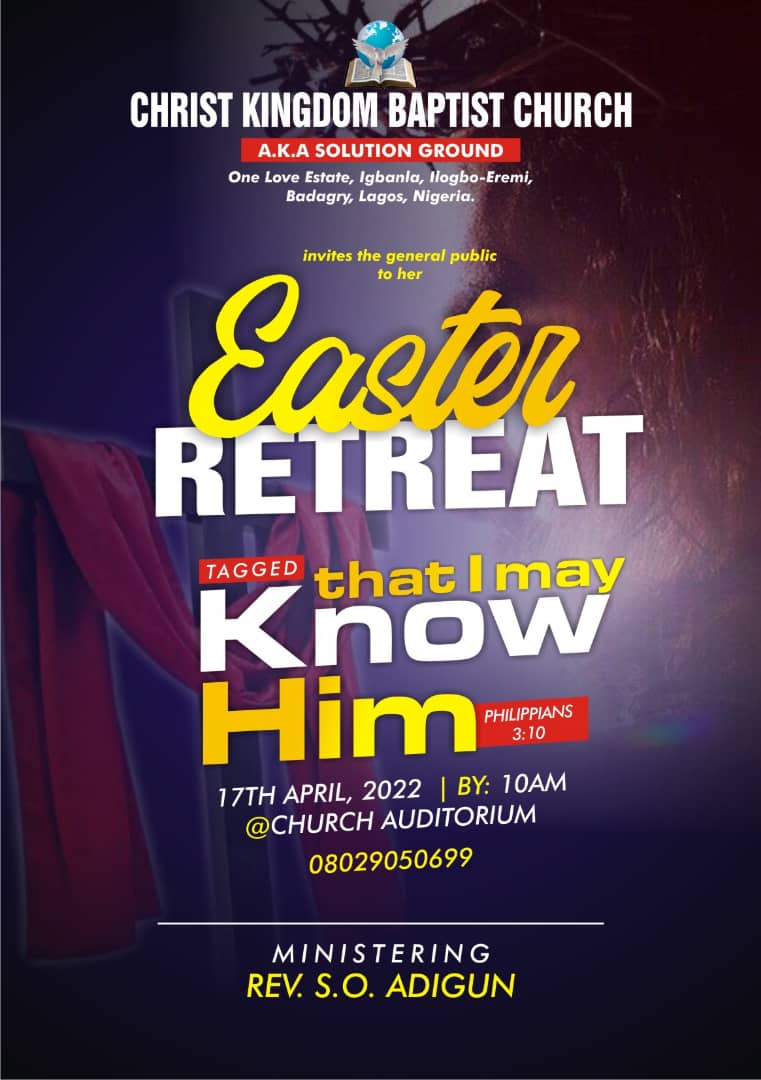 CHRIST KINGDOM BAPTIST CHURCH
A.K.A SOLUTION GROUND
One Love Estate, Igbanla, Ilogbo-Eremi,
Badagry, Lagos, Nigeria.
invites the general public
to her
Easter
RETREAT
TAGGED that I may
Know
Him PHILIPPIANS
3:10
17TH APRIL, 2022 | BY: 10AM
@CHURCH AUDITORIUM
08029050699
MINISTERING
REV. S.O. ADIGUN